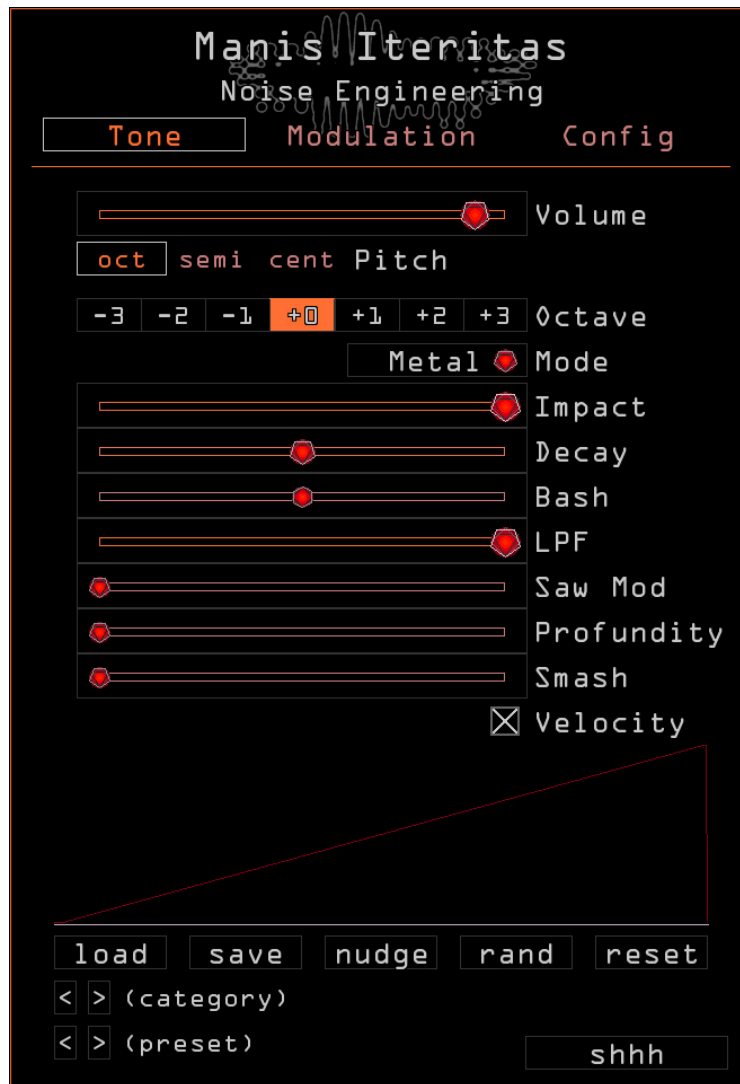 Manis Iteritas
Noise Engineering
Tone Modulation Config
Volume
oct semi cent Pitch
-3 -2 -1 +0 +1 +2 +3 Octave
Metal Mode
Impact
Decay
Bash
LPF
Saw Mod
Profundity
Smash
Velocity
load save nudge rand reset
< > (category)
< > (preset)
shhh